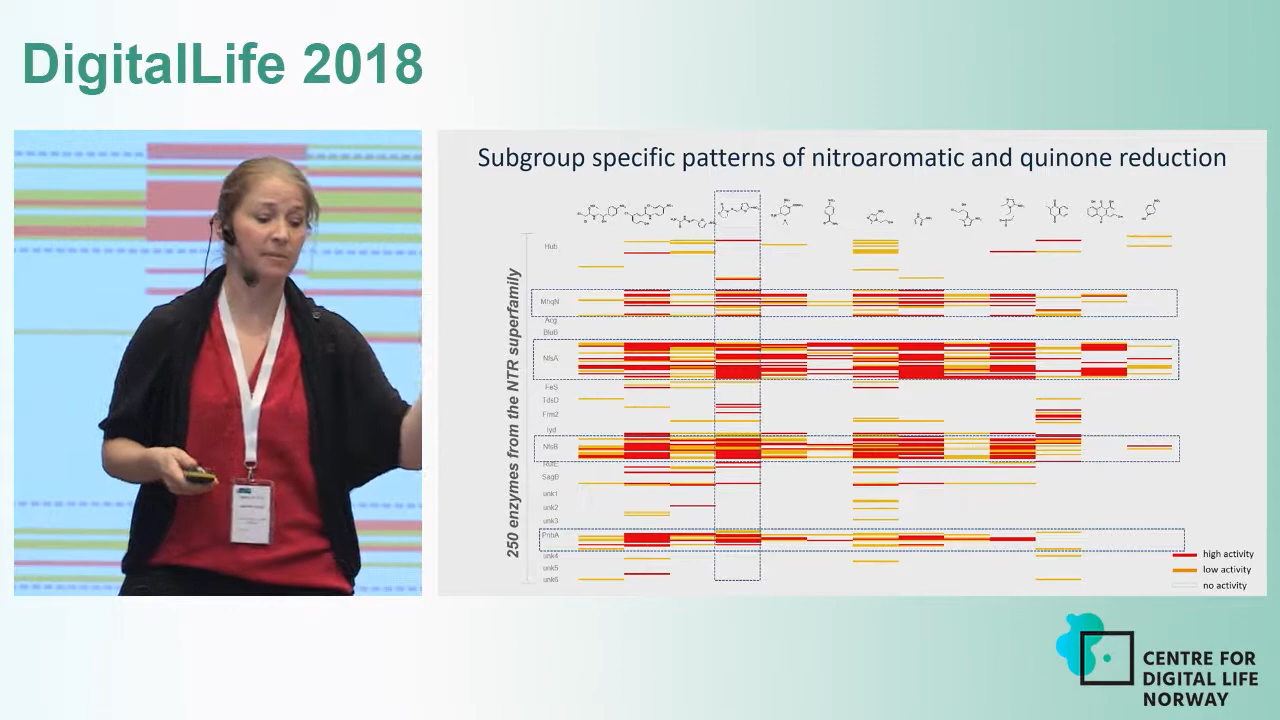 DigitalLife 2018
Subgroup specific patterns of nitroaromatic and quinone reduction
250 enzymes from the NTR superfamily
Hub
MhqN
Acg
BluB
NfsA
FeS
TdsD
Frm2
Iyd
NfsB
RutE
SagB
unk1
unk2
unk3
PnbA
unk4
unk5
unk6
high activity
low activity
no activity
CENTRE FOR
DIGITAL LIFE
NORWAY